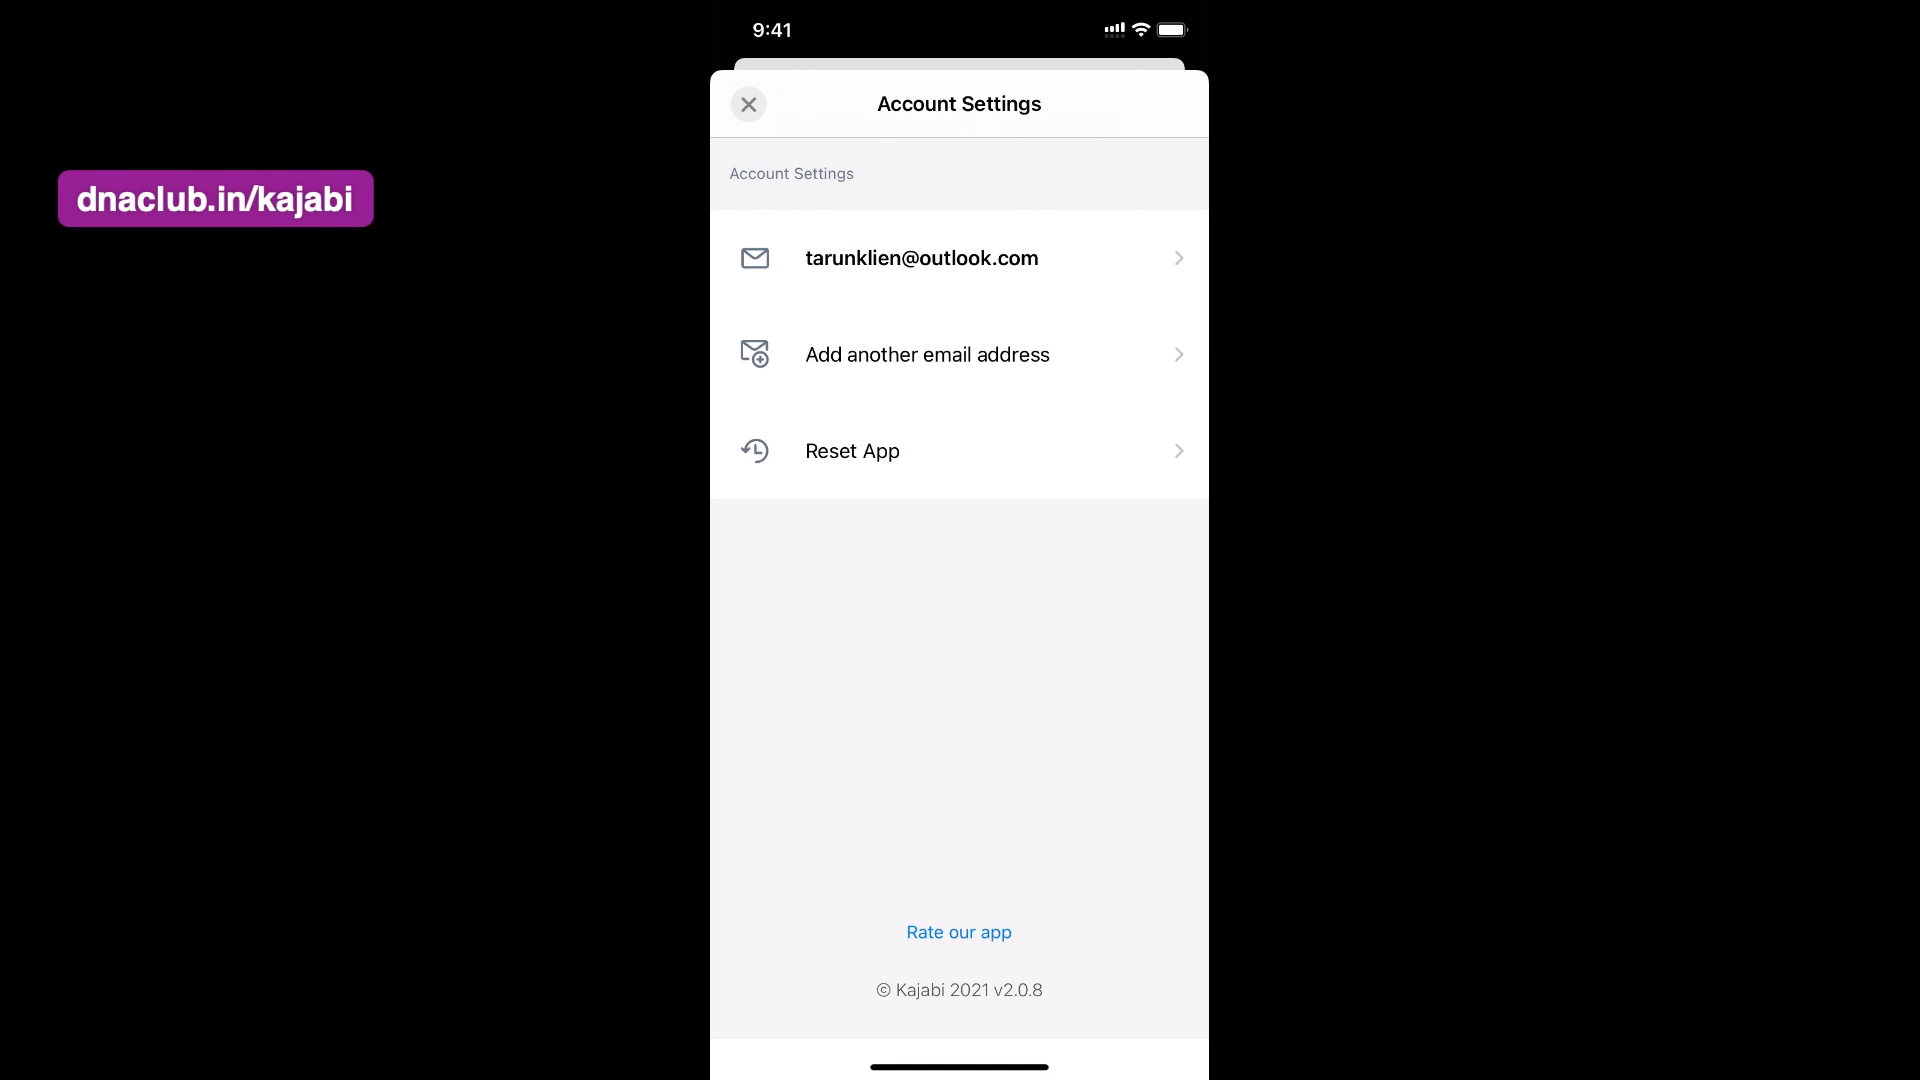 9:41
Account Settings
dnaclub.in/kajabi
Account Settings
tarunklien@outlook.com
Add another email address
Reset App
Rate our app
© Kajabi 2021 v2.0.8